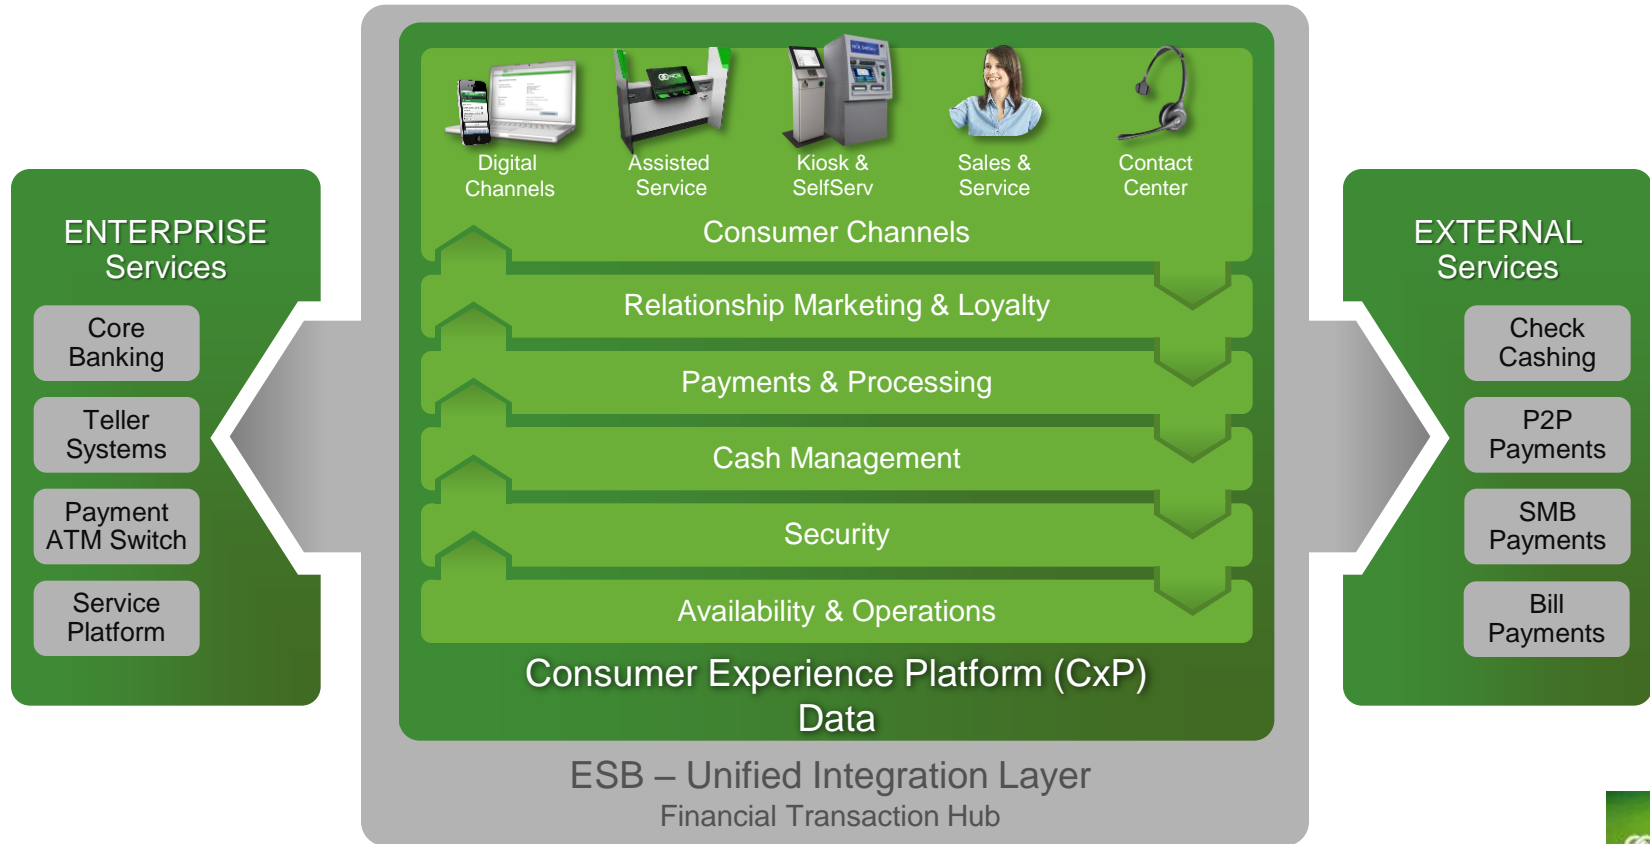 Digital
Channels
Assisted
Service
Kiosk &
SelfServ
Sales &
Service
Contact
Center
Consumer Channels
Relationship Marketing & Loyalty
Payments & Processing
Cash Management
Security
Availability & Operations
Consumer Experience Platform (CxP)
Data
ESB – Unified Integration Layer
Financial Transaction Hub
ENTERPRISE
Services
Core
Banking
Teller
Systems
Payment
ATM Switch
Service
Platform
EXTERNAL
Services
Check
Cashing
P2P
Payments
SMB
Payments
Bill
Payments